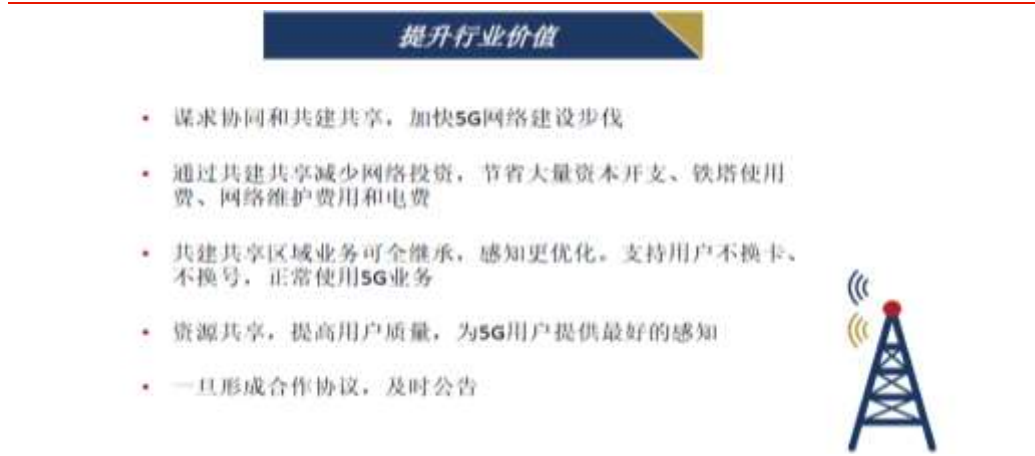 提升行业价值
• 谋求协同和共建共享，加快5G网络建设步伐
• 通过共建共享减少网络投资，节省大量资本开支、铁塔使用
费、网络维护费用和电费
• 共建共享区域业务可全继承，感知更优化。支持用户不换卡、
不换号，正常使用5G业务
• 资源共享，提高用户质量，为5G用户提供最好的感知
• 一旦形成合作协议，及时公告